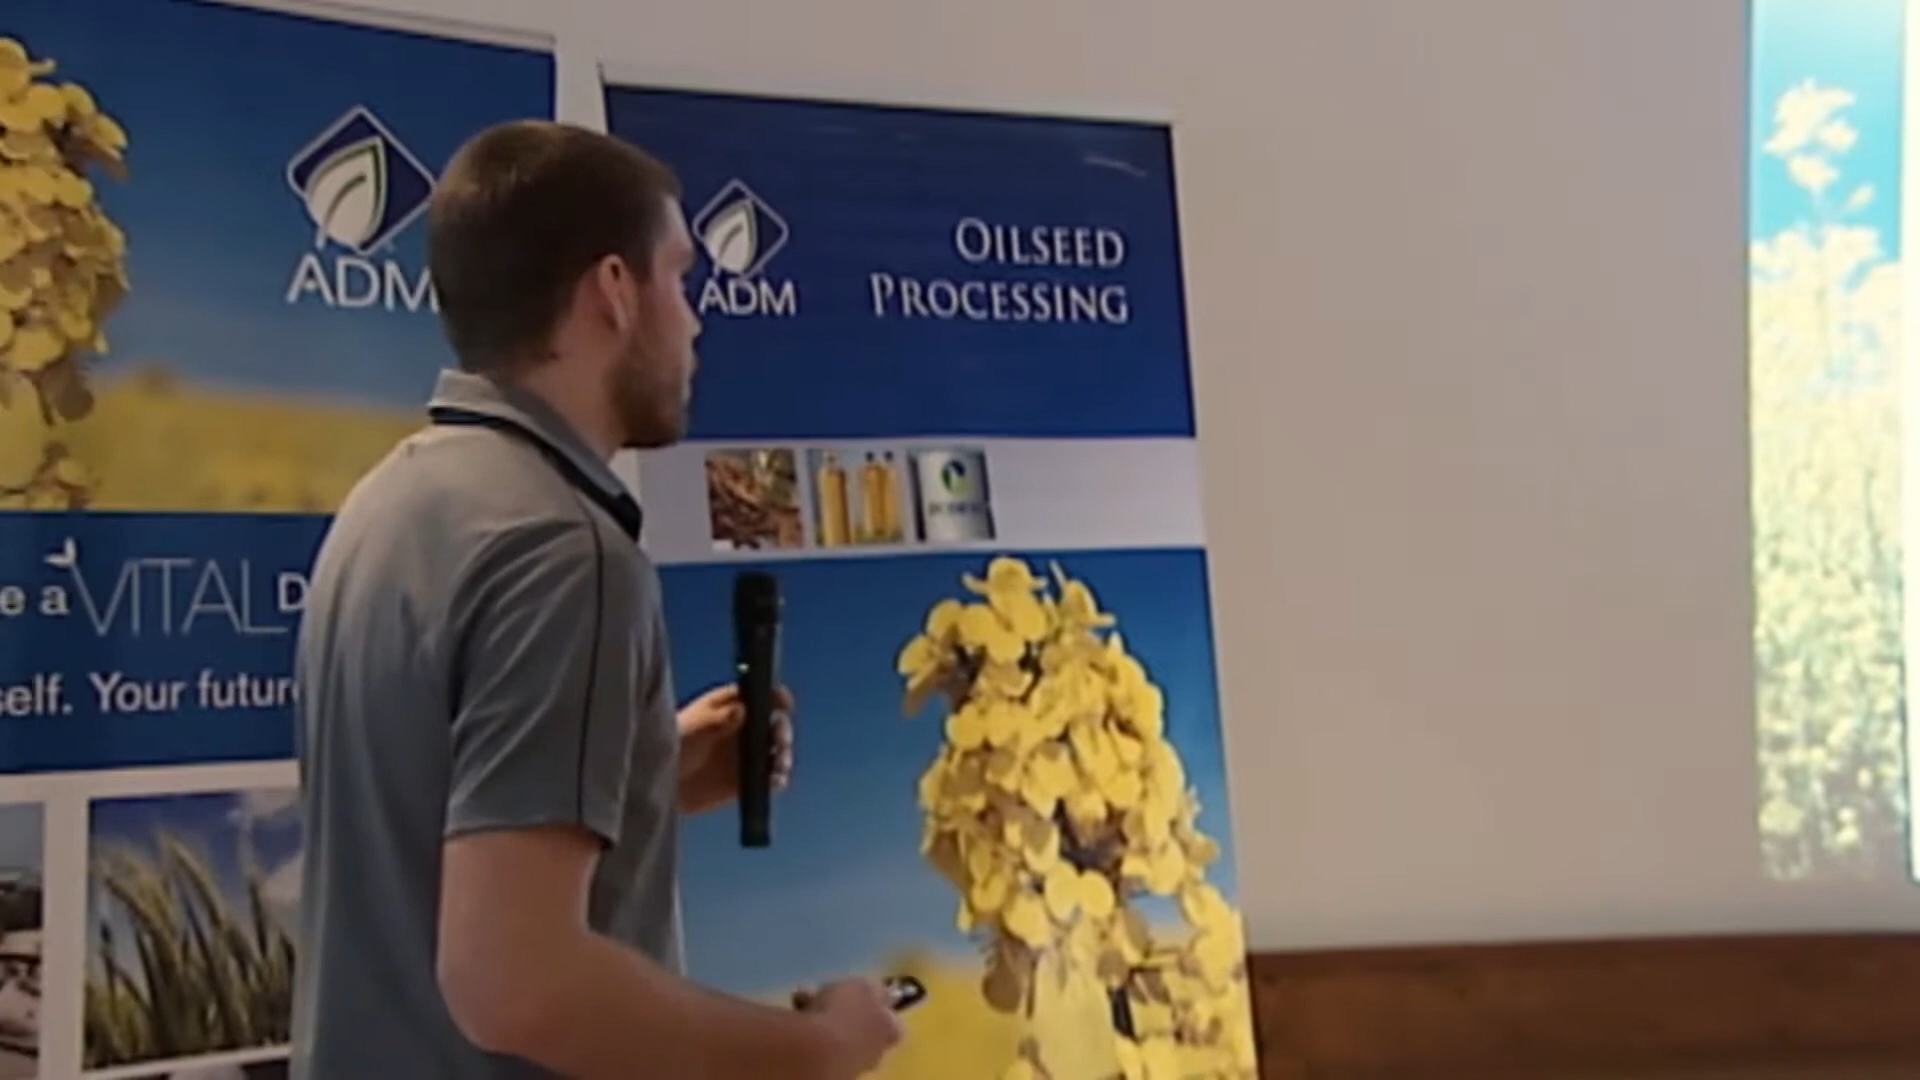 ADM
e a VITAL D
self. Your futur
ADM
OILSEED
PROCESSING